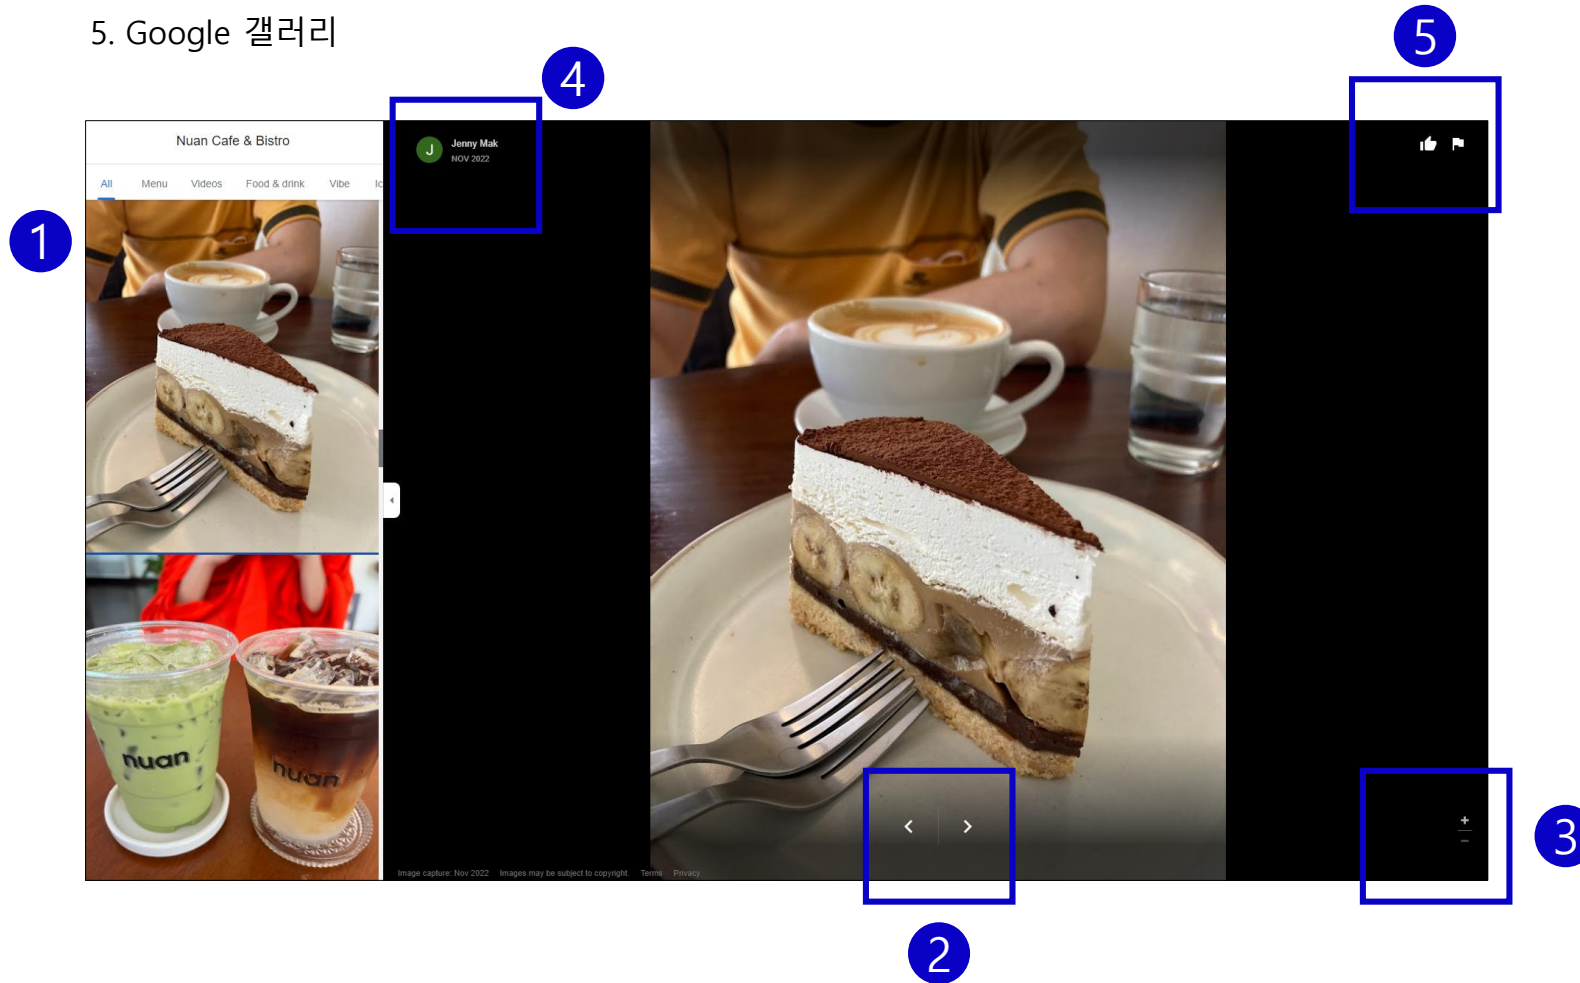 5. Google 갤러리
5
4
Nuan Cafe & Bistro
J
Jenny Mak
NOV 2022
All Menu Videos Food & drink Vibe Ic
1
nuan
nuan
3
Image capture: Nov 2022 Images may be subject to copyright. Terms Privacy
2